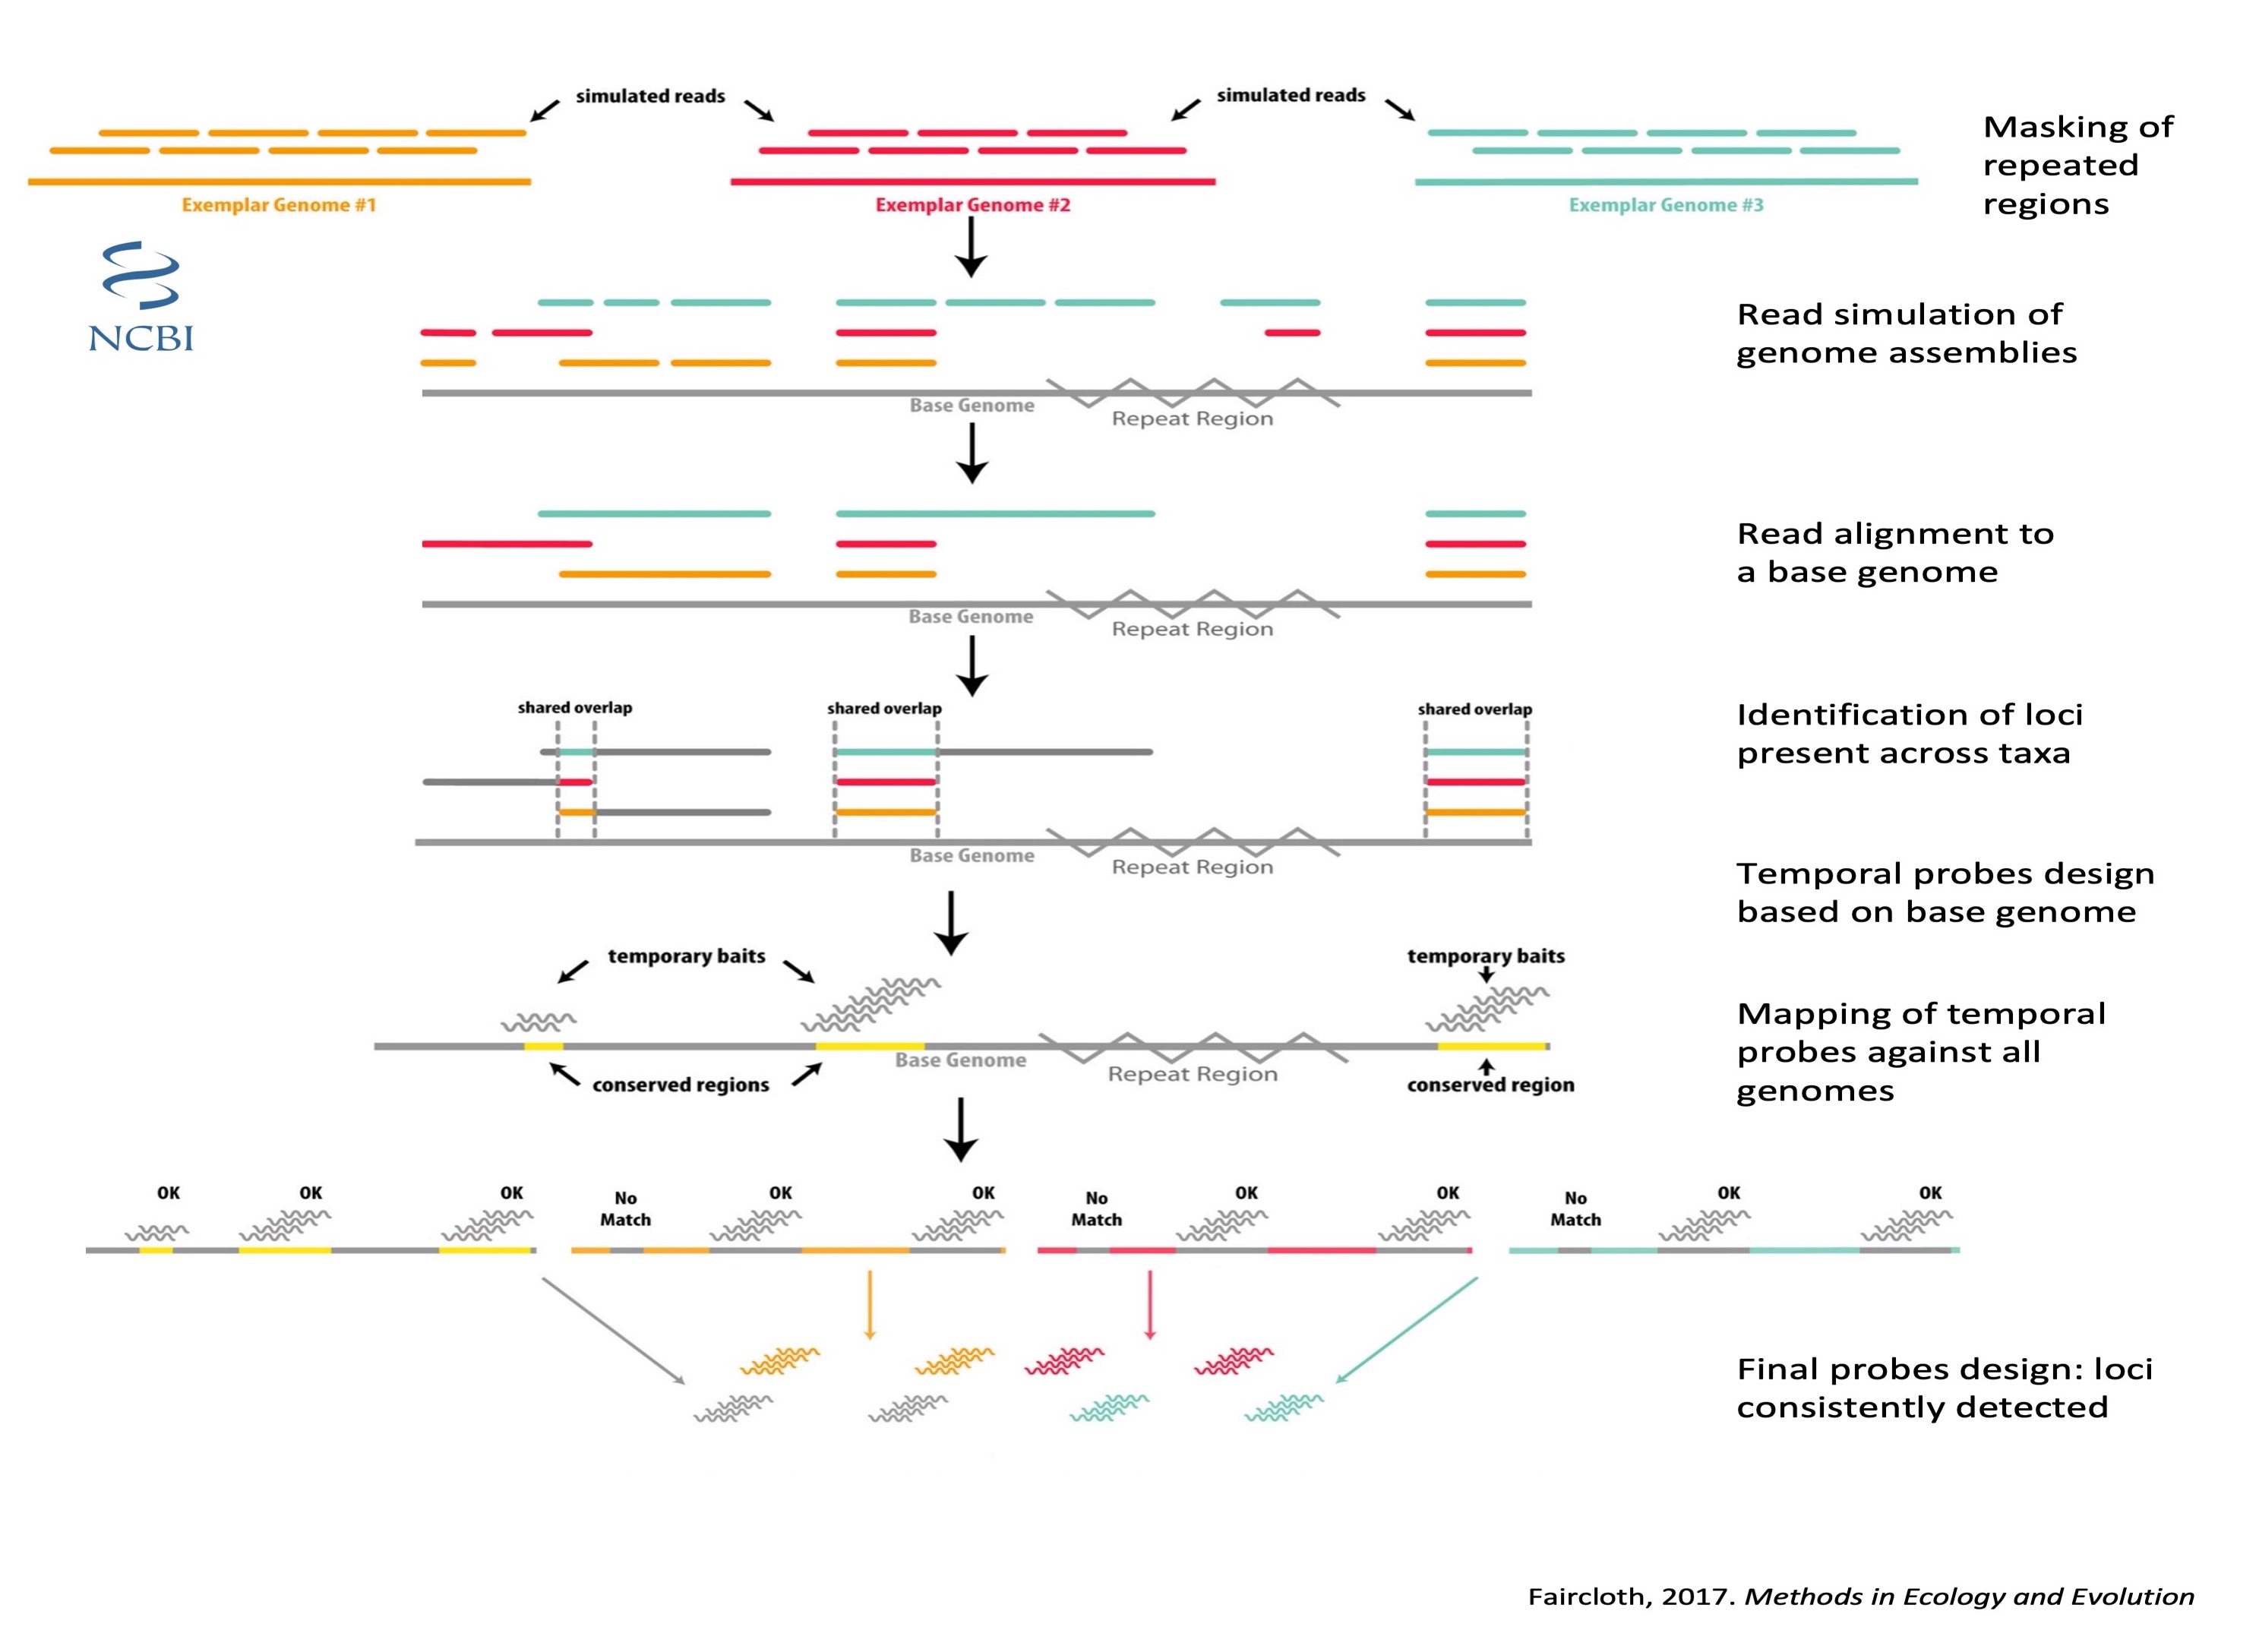 simulated reads
simulated reads
Exemplar Genome #1
Exemplar Genome #2
Exemplar Genome #3
Masking of
repeated
regions
NCBI
Base Genome
Repeat Region
Read simulation of
genome assemblies
Base Genome
Repeat Region
Read alignment to
a base genome
shared overlap
shared overlap
shared overlap
Base Genome
Repeat Region
Identification of loci
present across taxa
Temporal probes design
based on base genome
temporary baits
temporary baits
Base Genome
Repeat Region
conserved regions
conserved region
Mapping of temporal
probes against all
genomes
OK
OK
OK
No
Match
OK
OK
No
Match
OK
OK
No
Match
OK
OK
Final probes design: loci
consistently detected
Faircloth, 2017. Methods in Ecology and Evolution